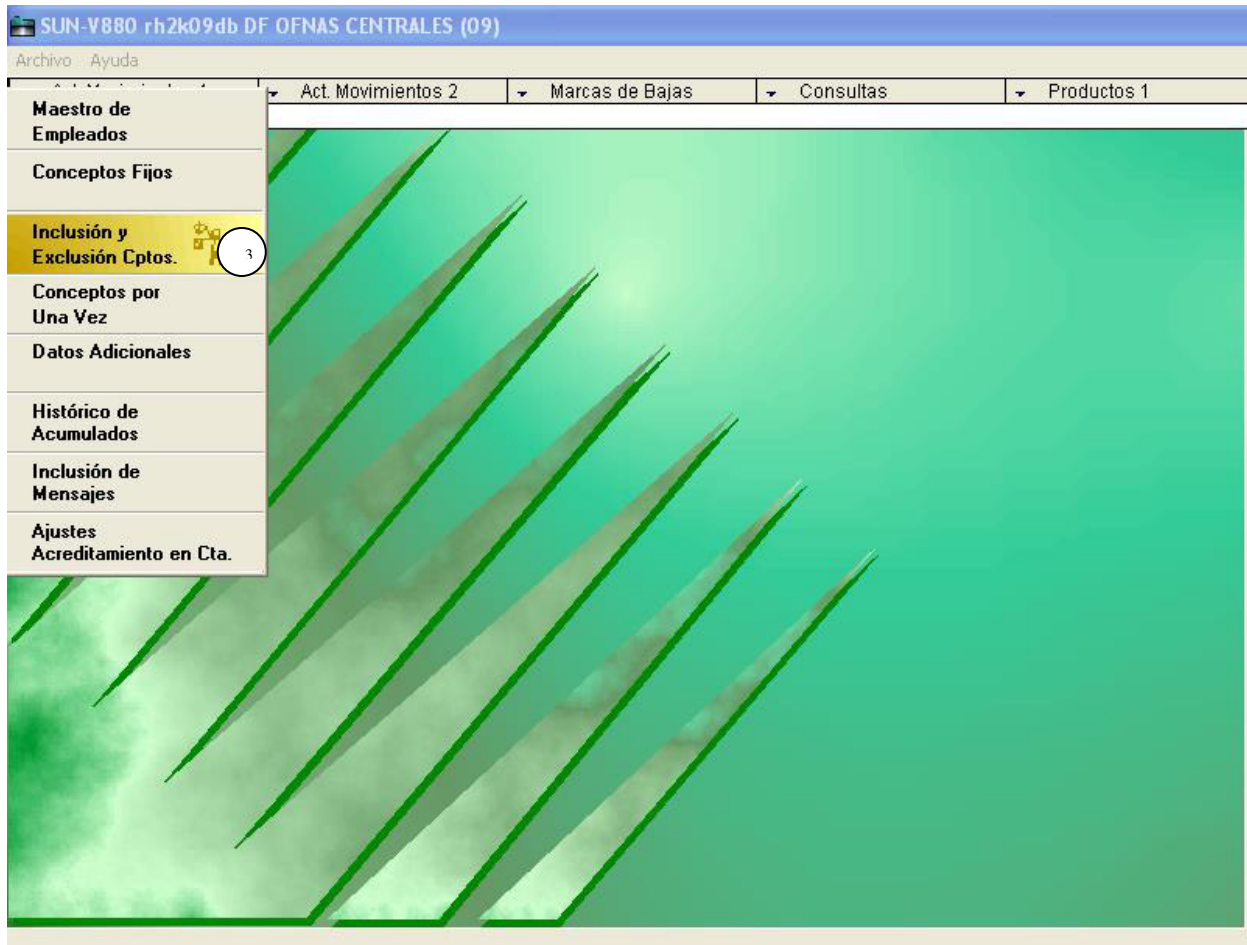 SUN-V880 rh2k09db DF OFNAS CENTRALES (09)
Archivo Ayuda
Act. Movimientos 2 Marcas de Bajas Consultas Productos 1
Maestro de
Empleados
Conceptos Fijos
Inclusión y
Exclusión Cptos.
3
Conceptos por
Una Vez
Datos Adicionales
Histórico de
Acumulados
Inclusión de
Mensajes
Ajustes
Acreditamiento en Cta.